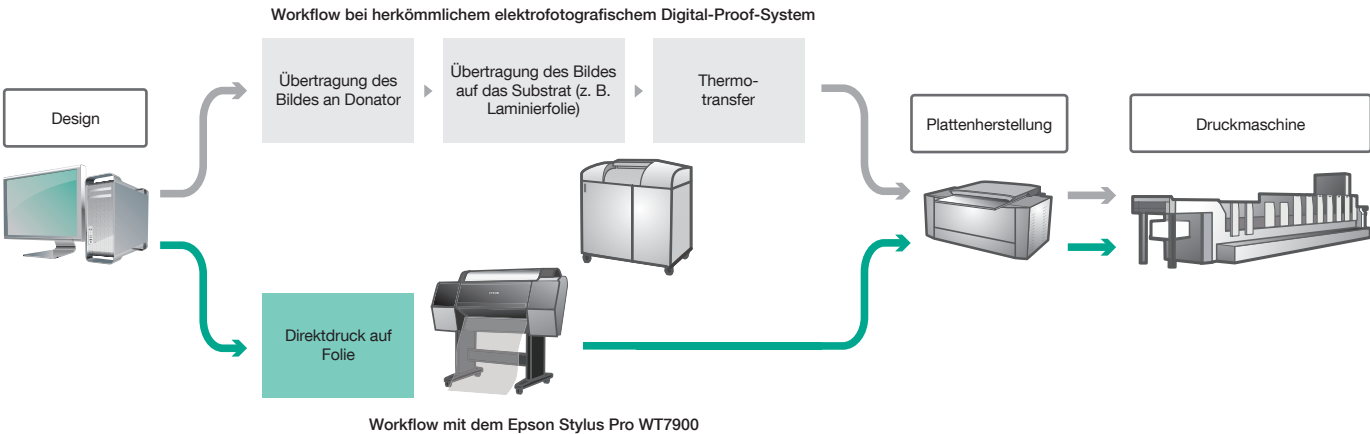 Workflow bei herkömmlichem elektrofotografischem Digital-Proof-System
Design
Übertragung des
Bildes an Donator
Übertragung des Bildes
auf das Substrat (z. B.
Laminierfolie)
Thermo-
transfer
Plattenherstellung
Druckmaschine
Direktdruck auf
Folie
EPSON
Workflow mit dem Epson Stylus Pro WT7900